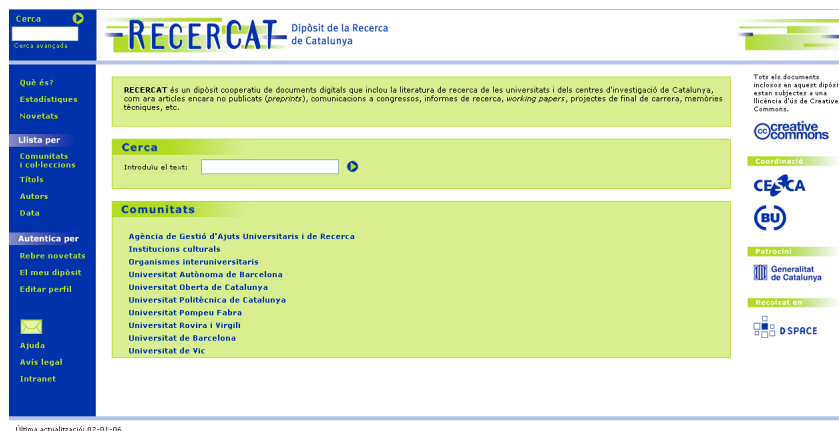 Cerca
Cerca avançada
RECERCAT
Dipòsit de la Recerca
de Catalunya
Què és?
Estadístiques
Novetats
Llista per
Comunitats
i col·leccions
Títols
Autors
Data
Autentica per
Rebre novetats
El meu dipòsit
Editar perfil
Ajuda
Avís legal
Intranet
RECERCAT és un dipòsit cooperatiu de documents digitals que inclou la literatura de recerca de les universitats i dels centres d'investigació de Catalunya,
com ara articles encara no publicats (preprints), comunicacions a congressos, informes de recerca, working papers, projectes de final de carrera, memòries
tècniques, etc.
Cerca
Introduïu el text:
Comunitats
Agència de Gestió d'Ajuts Universitaris i de Recerca
Institucions culturals
Organismes interuniversitaris
Universitat Autònoma de Barcelona
Universitat Oberta de Catalunya
Universitat Politècnica de Catalunya
Universitat Pompeu Fabra
Universitat Rovira i Virgili
Universitat de Barcelona
Universitat de Vic
Tots els documents
inclosos en aquest dipòsit
estan subjectes a una
llicència d'ús de Creative
Commons.
cc creative
commons
Coordinació
CESCA
(BU)
Patrocini
Generalitat
de Catalunya
Recolzat en
DSPACE
Última actualització: 02-01-06